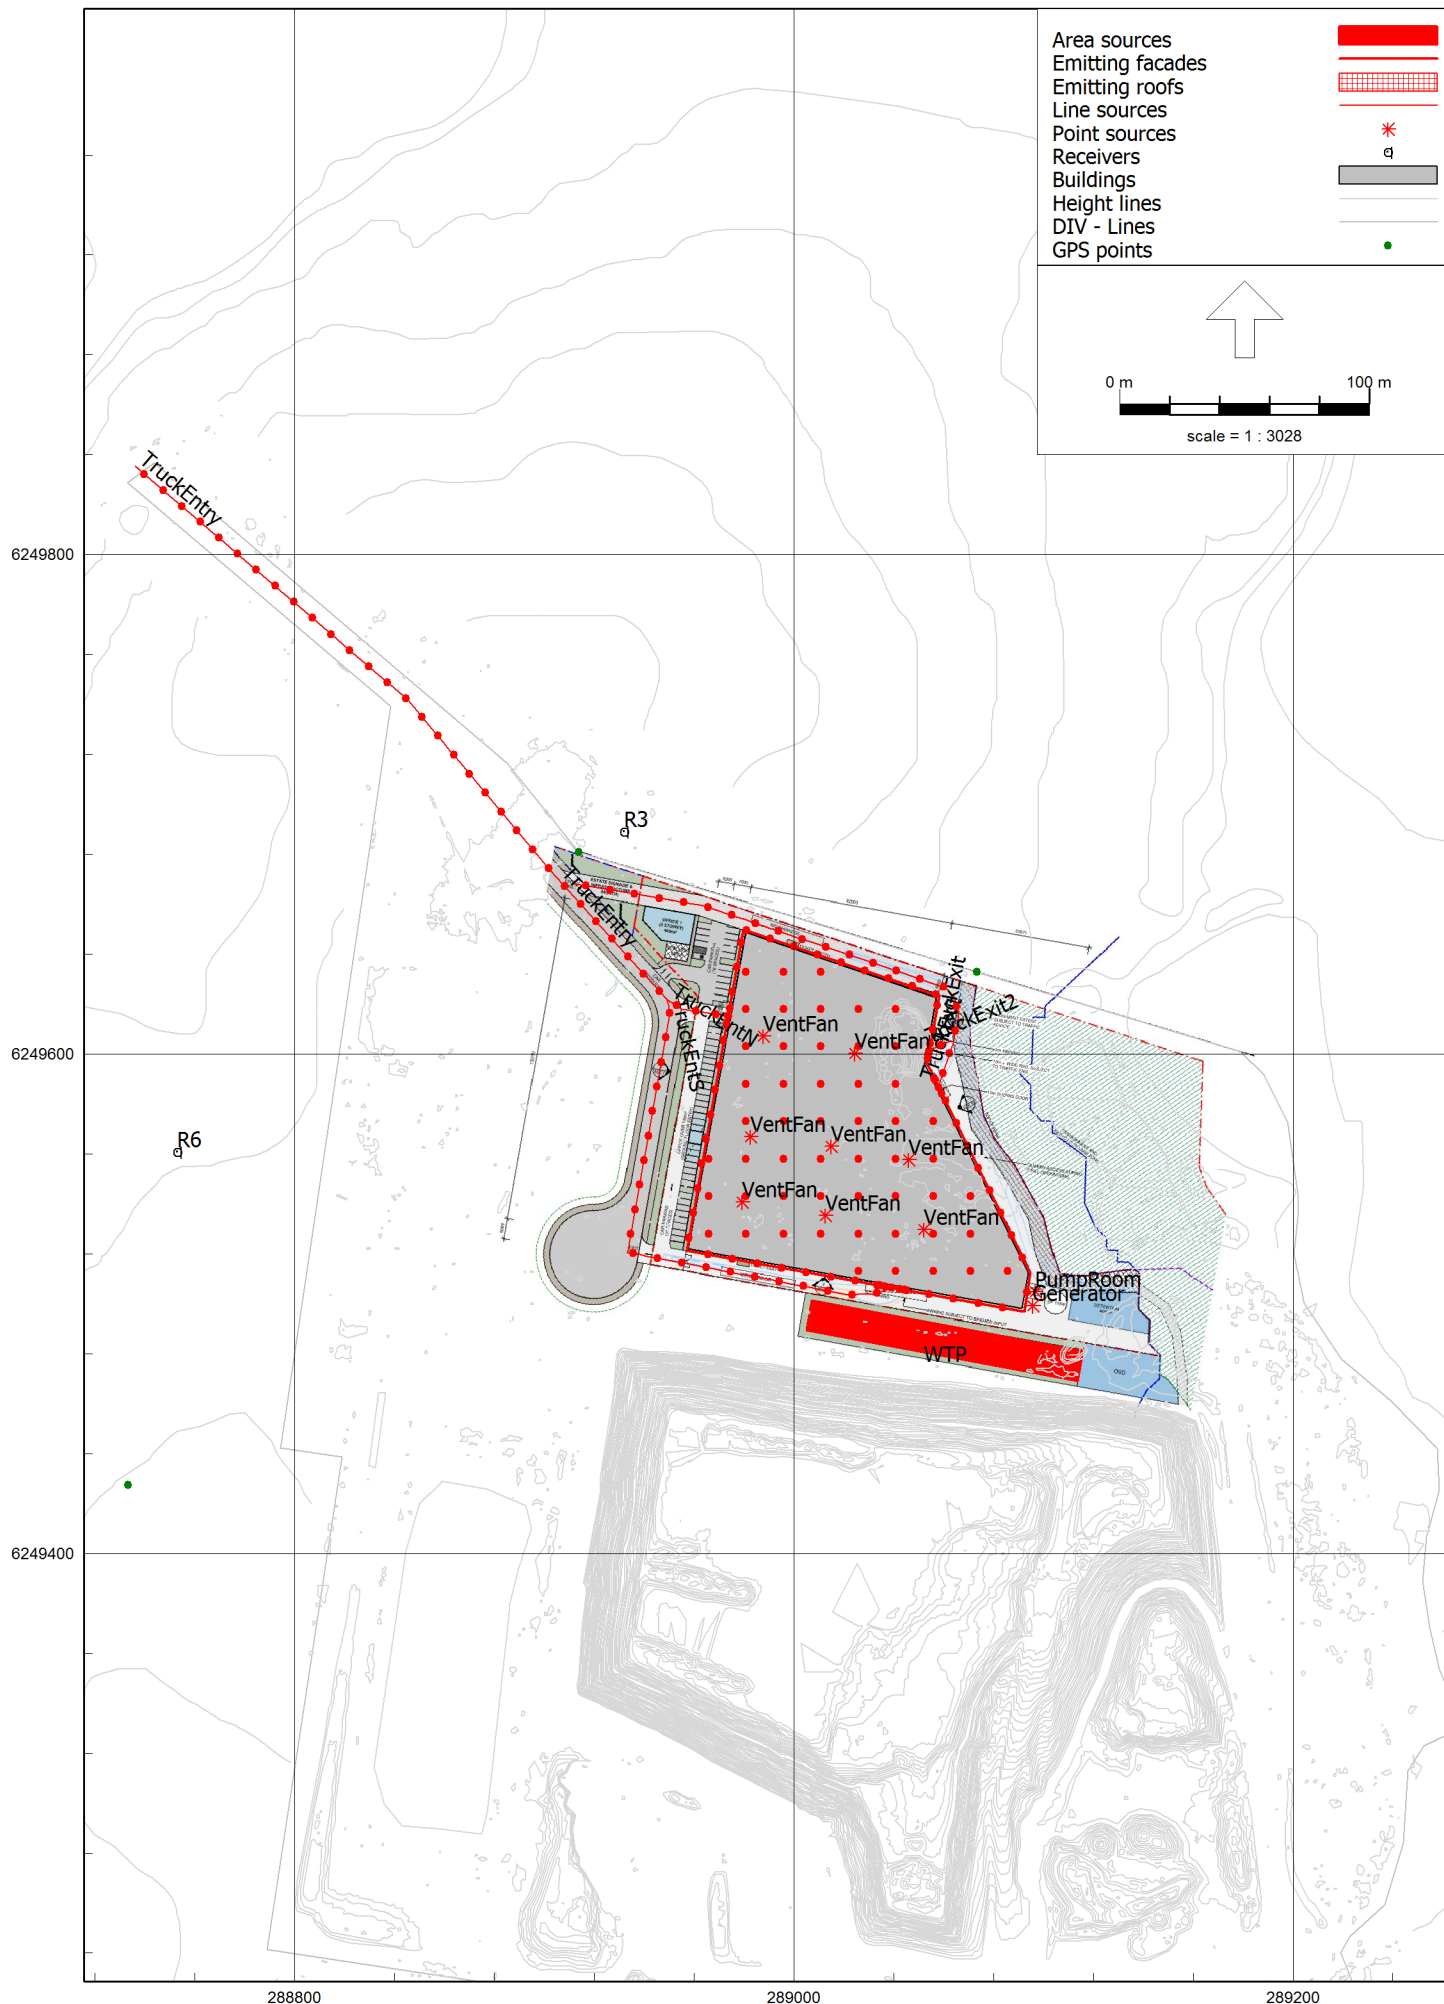 Area sources
Emitting facades
Emitting roofs
Line sources
Point sources
Receivers
Buildings
Height lines
DIV - Lines
GPS points
0 m
100 m
scale = 1 : 3028
TruckEntry
6249800
R3
TruckEntry
TruckExit
TruckEntN
TruckExit2
TruckEntS
VentFan
VentFan
6249600
R6
VentFan
VentFan
VentFan
VentFan
VentFan
VentFan
PumpRoom
Generator
WTP
OSD
6249400
288800
289000
289200